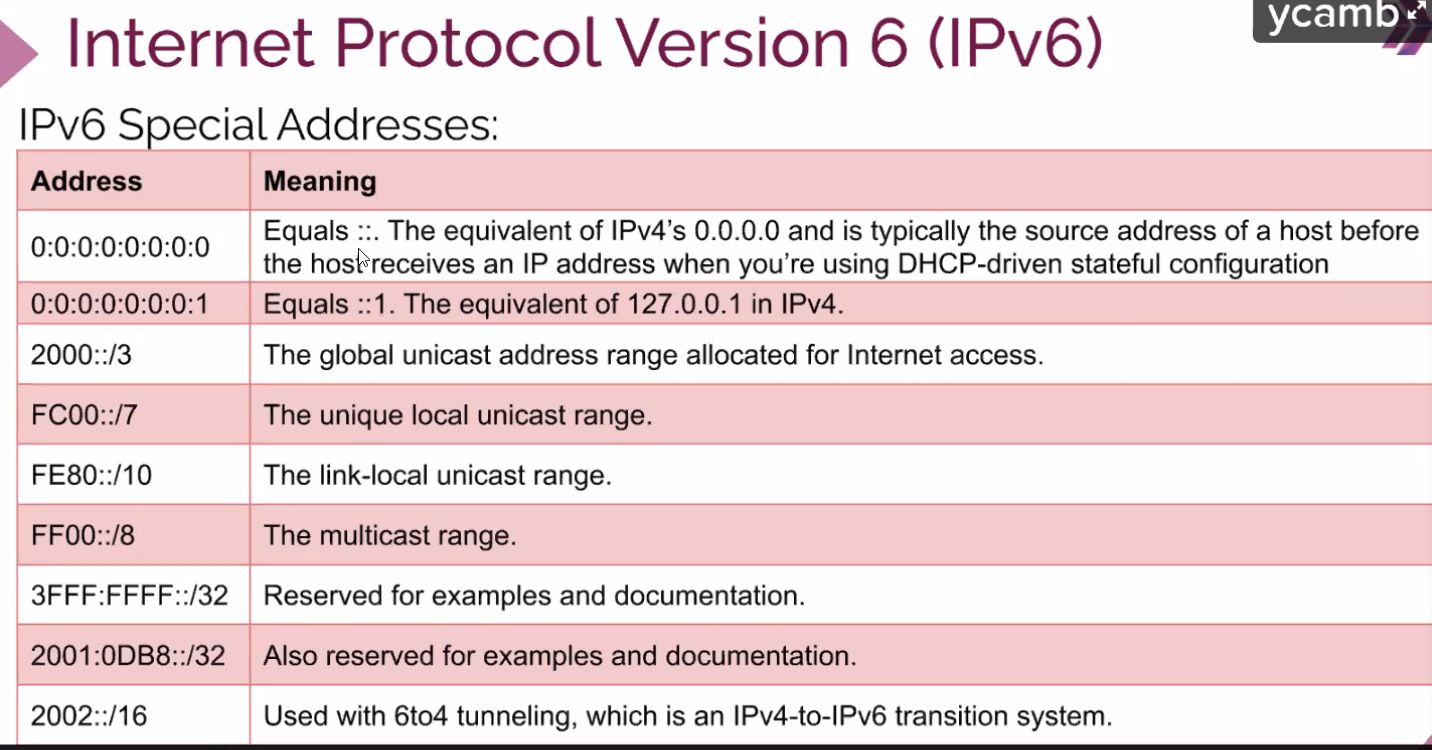 ycamb
Internet Protocol Version 6 (IPv6)
IPv6 Special Addresses:
Address Meaning
0:0:0:0:0:0:0:0 Equals ::. The equivalent of IPv4’s 0.0.0.0 and is typically the source address of a host before
the host receives an IP address when you’re using DHCP-driven stateful configuration
0:0:0:0:0:0:0:1 Equals ::1. The equivalent of 127.0.0.1 in IPv4.
2000::/3 The global unicast address range allocated for Internet access.
FC00::/7 The unique local unicast range.
FE80::/10 The link-local unicast range.
FF00::/8 The multicast range.
3FFF:FFFF::/32 Reserved for examples and documentation.
2001:0DB8::/32 Also reserved for examples and documentation.
2002::/16 Used with 6to4 tunneling, which is an IPv4-to-IPv6 transition system.